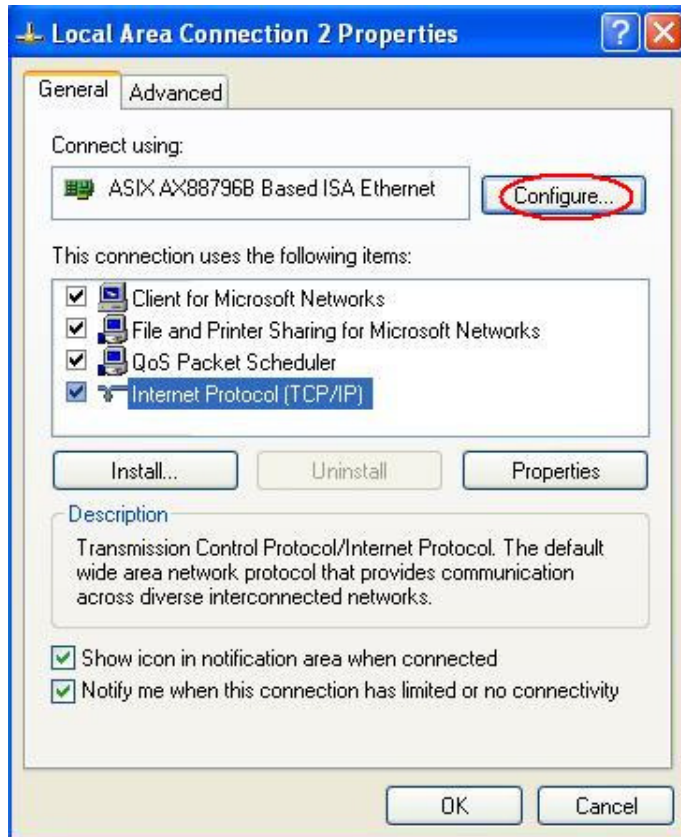 Local Area Connection 2 Properties
General
Advanced
Connect using:
ASIX AX88796B Based ISA Ethernet
Configure...
This connection uses the following items:
Client for Microsoft Networks
File and Printer Sharing for Microsoft Networks
QoS Packet Scheduler
Internet Protocol (TCP/IP)
Install...
Uninstall
Properties
Description
Transmission Control Protocol/Internet Protocol. The default
wide area network protocol that provides communication
across diverse interconnected networks.
Show icon in notification area when connected
Notify me when this connection has limited or no connectivity
OK
Cancel